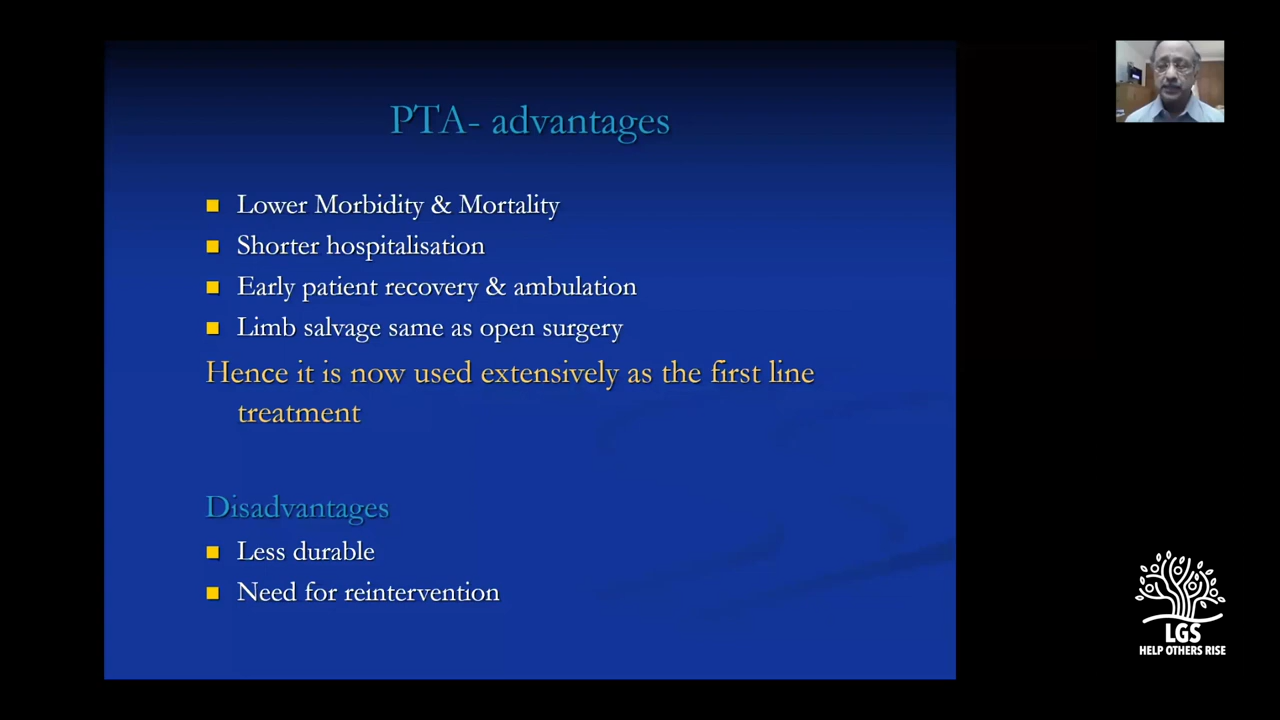 PTA- advantages
Lower Morbidity & Mortality
Shorter hospitalisation
Early patient recovery & ambulation
Limb salvage same as open surgery
Hence it is now used extensively as the first line
treatment
Disadvantages
Less durable
Need for reintervention
LGS
HELP OTHERS RISE